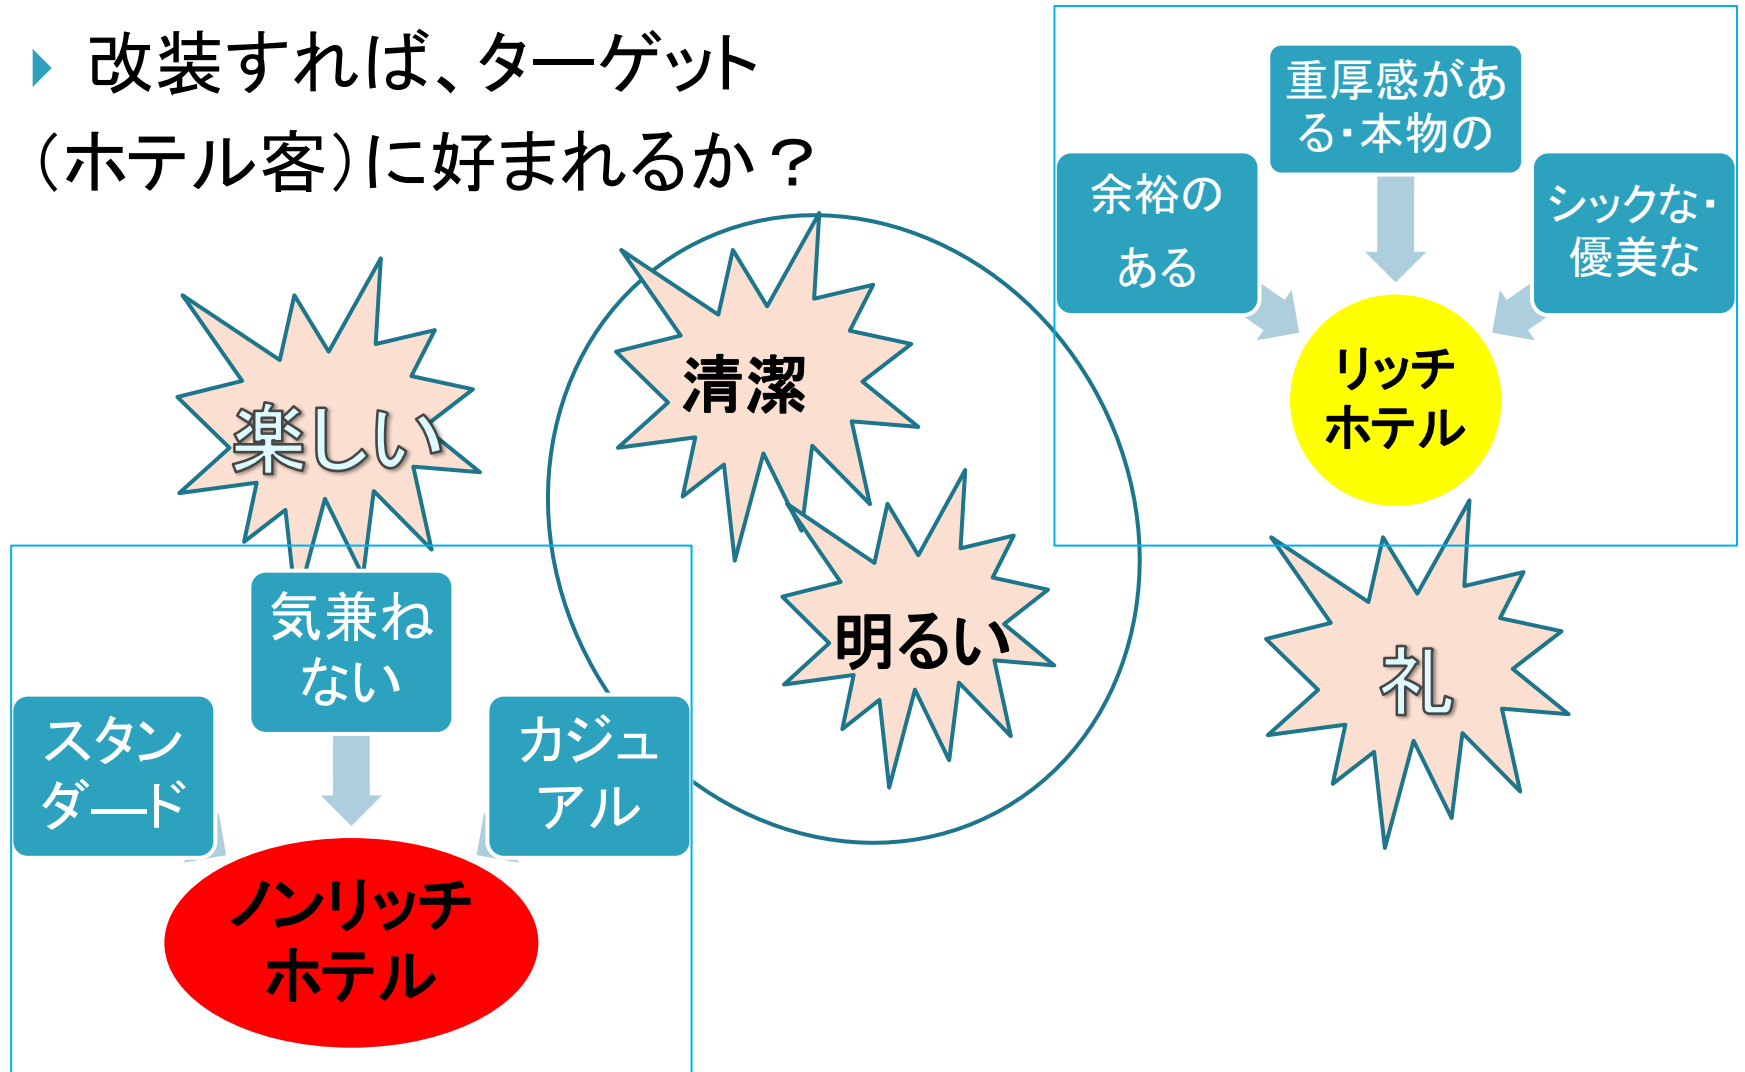 改装すれば、ターゲット
（ホテル客）に好まれるか？
重厚感があ
る・本物の
余裕の
ある
シックな・
優美な
リッチ
ホテル
清潔
楽しい
明るい
礼
気兼ね
ない
スタン
ダード
カジュ
アル
ノンリッチ
ホテル